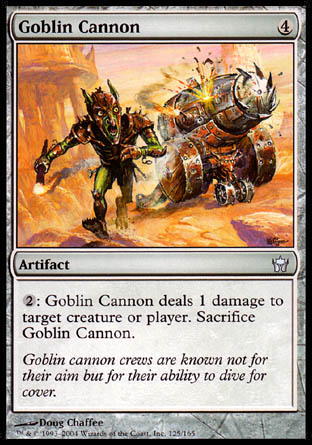 Goblin Cannon 4
Artifact
2: Goblin Cannon deals 1 damage to
target creature or player. Sacrifice
Goblin Cannon.
Goblin cannon crews are known not for
their aim but for their ability to dive for
cover.
Doug Chaffee
™ & © 1993-2004 Wizards of the Coast, Inc. 125/165